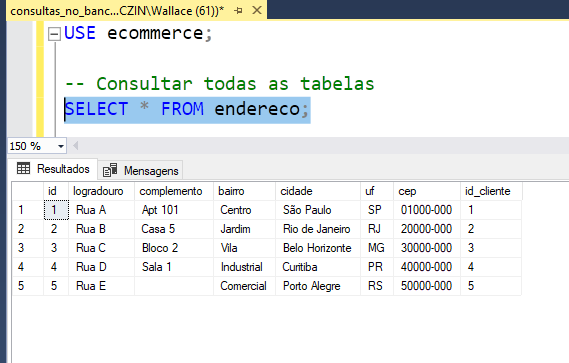 consultas_no_banc...CZIN\Wallace (61))*
USE ecommerce;
-- Consultar todas as tabelas
SELECT * FROM endereco;
150 %
Resultados Mensagens
id logradouro complemento bairro cidade uf cep id_cliente
1 1 Rua A Apt 101 Centro São Paulo SP 01000-000 1
2 2 Rua B Casa 5 Jardim Rio de Janeiro RJ 20000-000 2
3 3 Rua C Bloco 2 Vila Belo Horizonte MG 30000-000 3
4 4 Rua D Sala 1 Industrial Curitiba PR 40000-000 4
5 5 Rua E Comercial Porto Alegre RS 50000-000 5